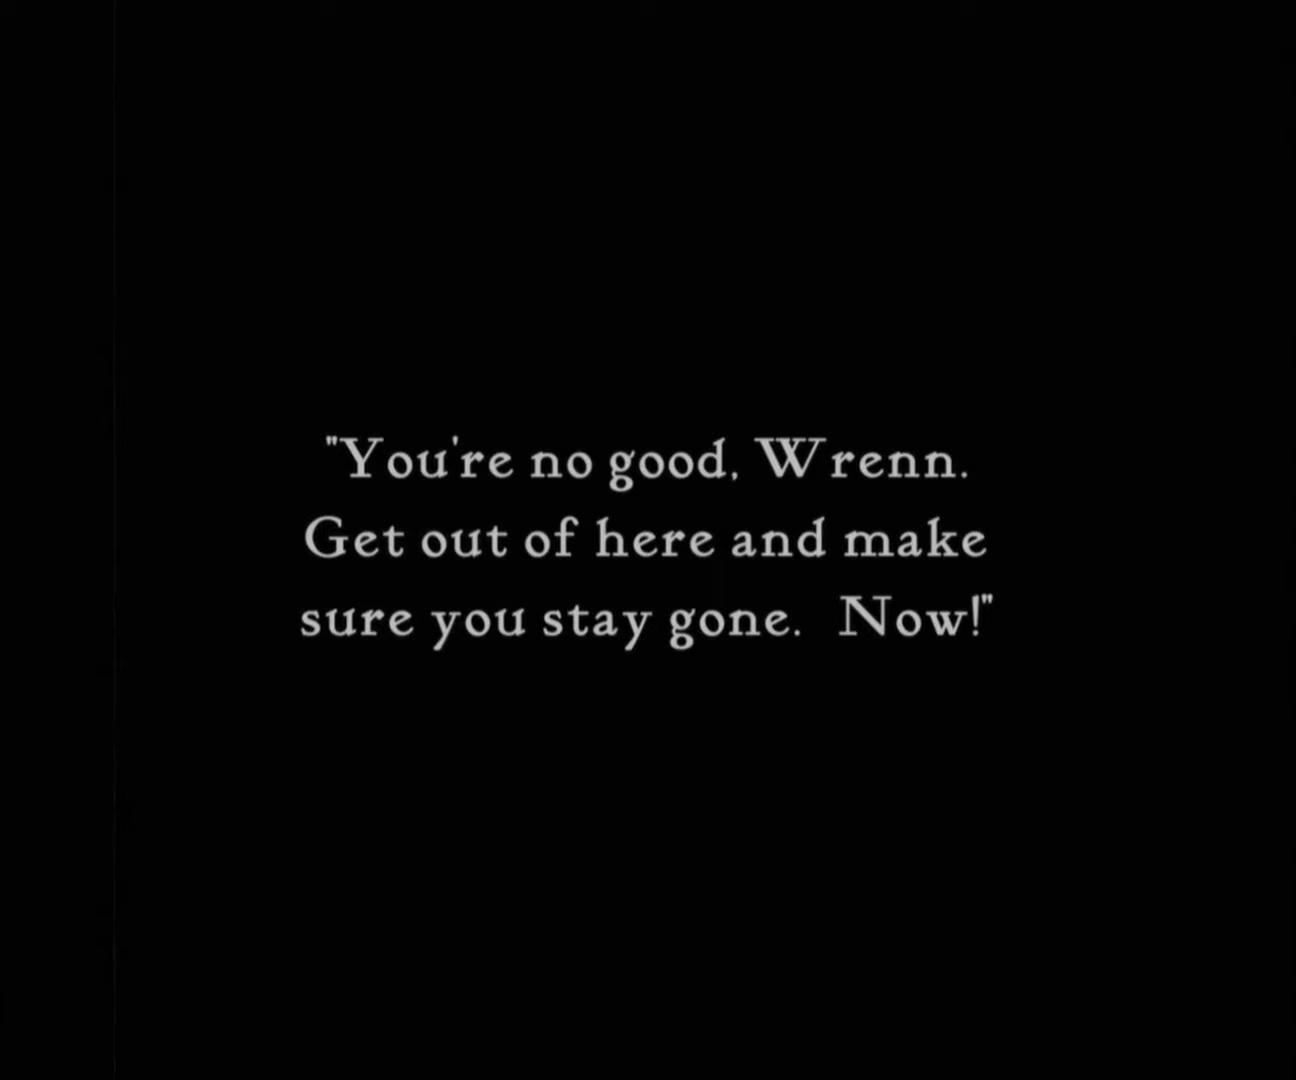 "You're no good, Wrenn.
Get out of here and make
sure you stay gone.  Now!"